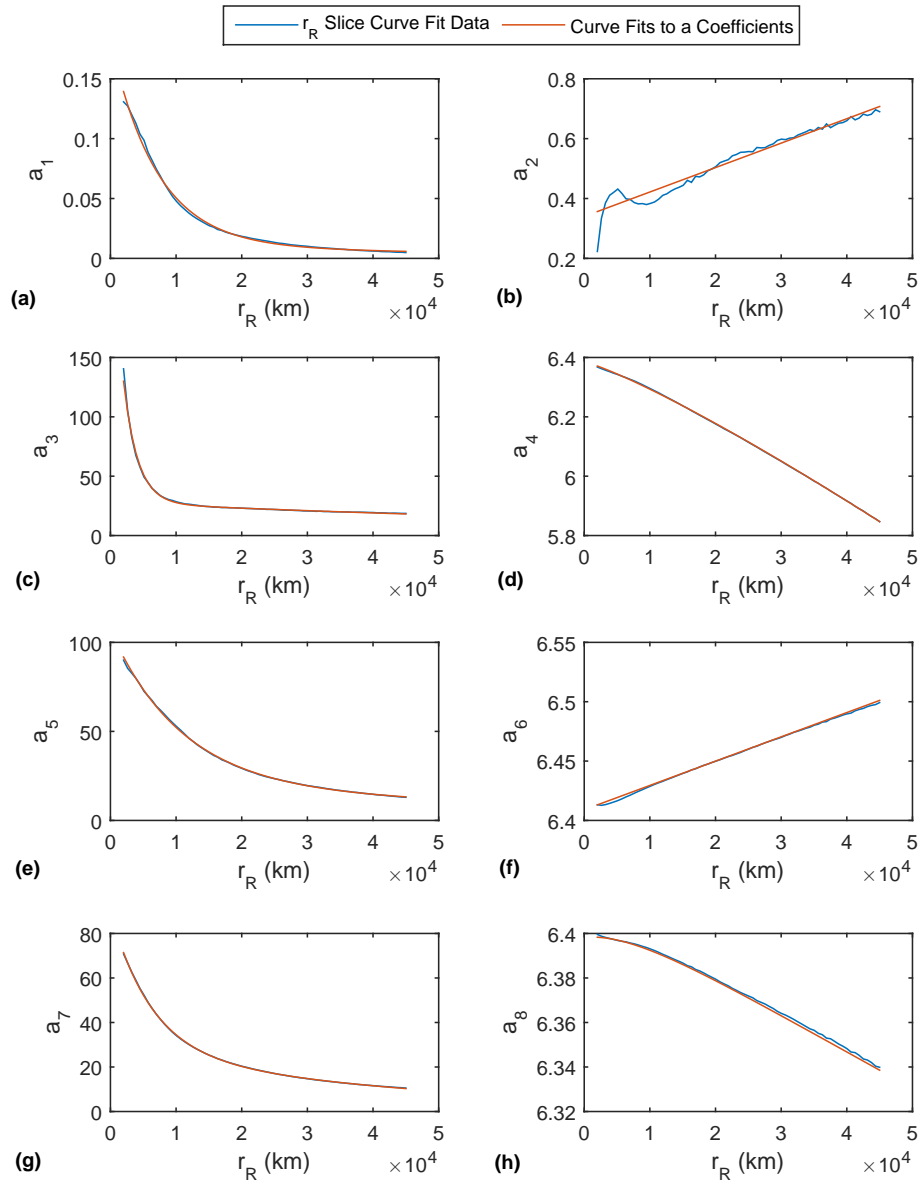 r_R Slice Curve Fit Data Curve Fits to a Coefficients
0.15 0.1 0.05 0
a_1
0 1 2 3 4 5
r_R (km) ×10^4
(a)
0.8 0.6 0.4 0.2
a_2
0 1 2 3 4 5
r_R (km) ×10^4
(b)
150 100 50 0
a_3
0 1 2 3 4 5
r_R (km) ×10^4
(c)
6.4 6.2 6 5.8
a_4
0 1 2 3 4 5
r_R (km) ×10^4
(d)
100 50 0
a_5
0 1 2 3 4 5
r_R (km) ×10^4
(e)
6.55 6.5 6.45 6.4
a_6
0 1 2 3 4 5
r_R (km) ×10^4
(f)
80 60 40 20 0
a_7
0 1 2 3 4 5
r_R (km) ×10^4
(g)
6.4 6.38 6.36 6.34 6.32
a_8
0 1 2 3 4 5
r_R (km) ×10^4
(h)